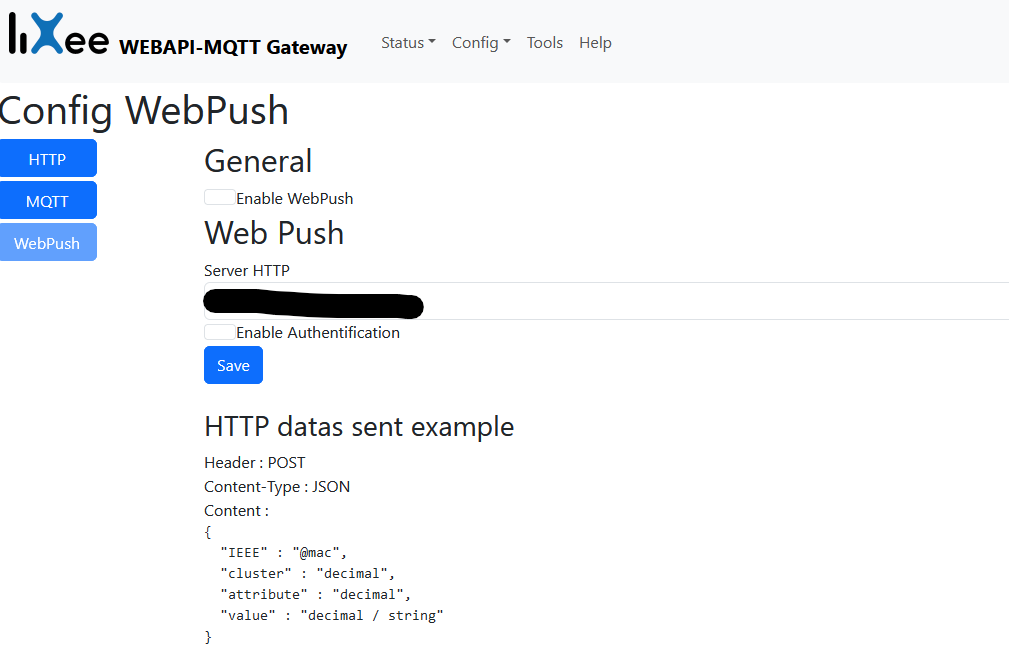 liXee WEBAPI-MQTT Gateway Status Config Tools Help
Config WebPush
HTTP
MQTT
WebPush
General
Enable WebPush
Web Push
Server HTTP
Enable Authentification
Save
HTTP datas sent example
Header : POST
Content-Type : JSON
Content :
{
  "IEEE" : "@mac",
  "cluster" : "decimal",
  "attribute" : "decimal",
  "value" : "decimal / string"
}